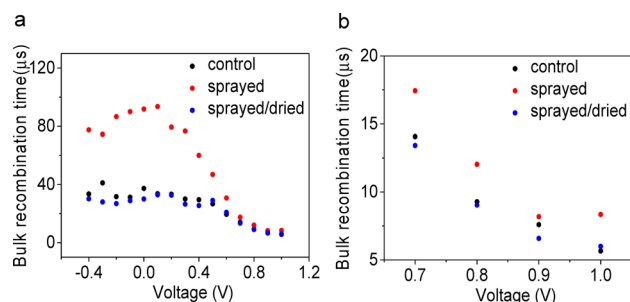 a
Bulk recombination time(μs)
120
80
40
0
control
sprayed
sprayed/dried
-0.4 0.0 0.4 0.8 1.2
Voltage (V)
b
Bulk recombination time(μs)
20
15
10
5
control
sprayed
sprayed/dried
0.7 0.8 0.9 1.0
Voltage (V)